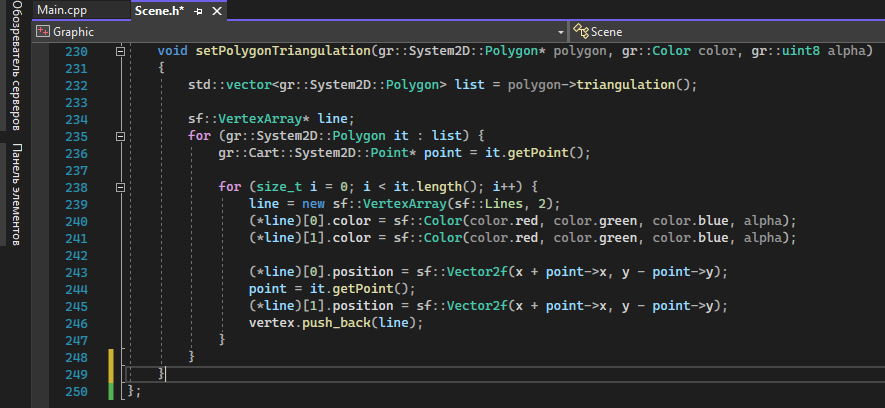 Main.cpp
Scene.h*
Обозреватель серверов
Панель элементов
Graphic
Scene
230 void setPolygonTriangulation(gr::System2D::Polygon* polygon, gr::Color color, gr::uint8 alpha)
231 {
232 std::vector<gr::System2D::Polygon> list = polygon->triangulation();
233
234 sf::VertexArray* line;
235 for (gr::System2D::Polygon it : list) {
236 gr::Cart::System2D::Point* point = it.getPoint();
237
238 for (size_t i = 0; i < it.length(); i++) {
239 line = new sf::VertexArray(sf::Lines, 2);
240 (*line)[0].color = sf::Color(color.red, color.green, color.blue, alpha);
241 (*line)[1].color = sf::Color(color.red, color.green, color.blue, alpha);
242
243 (*line)[0].position = sf::Vector2f(x + point->x, y - point->y);
244 point = it.getPoint();
245 (*line)[1].position = sf::Vector2f(x + point->x, y - point->y);
246 vertex.push_back(line);
247 }
248 }
249 }
250 };